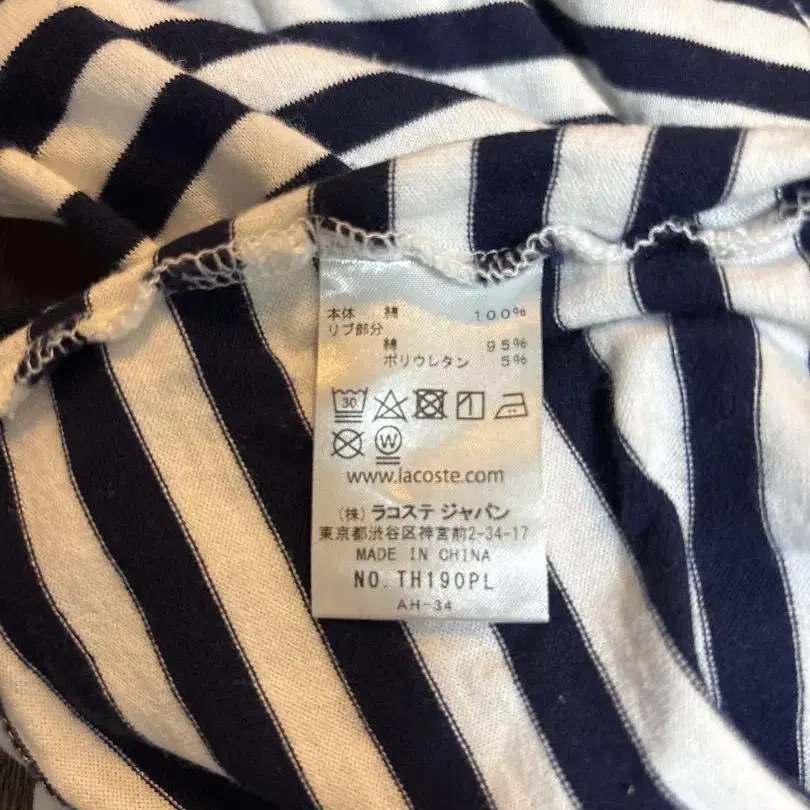 本体 綿 100%
リブ部分
綿 95%
ポリウレタン 5%
30
W
www.lacoste.com
(株) ラコステ ジャパン
東京都渋谷区神宮前2-34-17
MADE IN CHINA
NO. TH190PL
AH-34